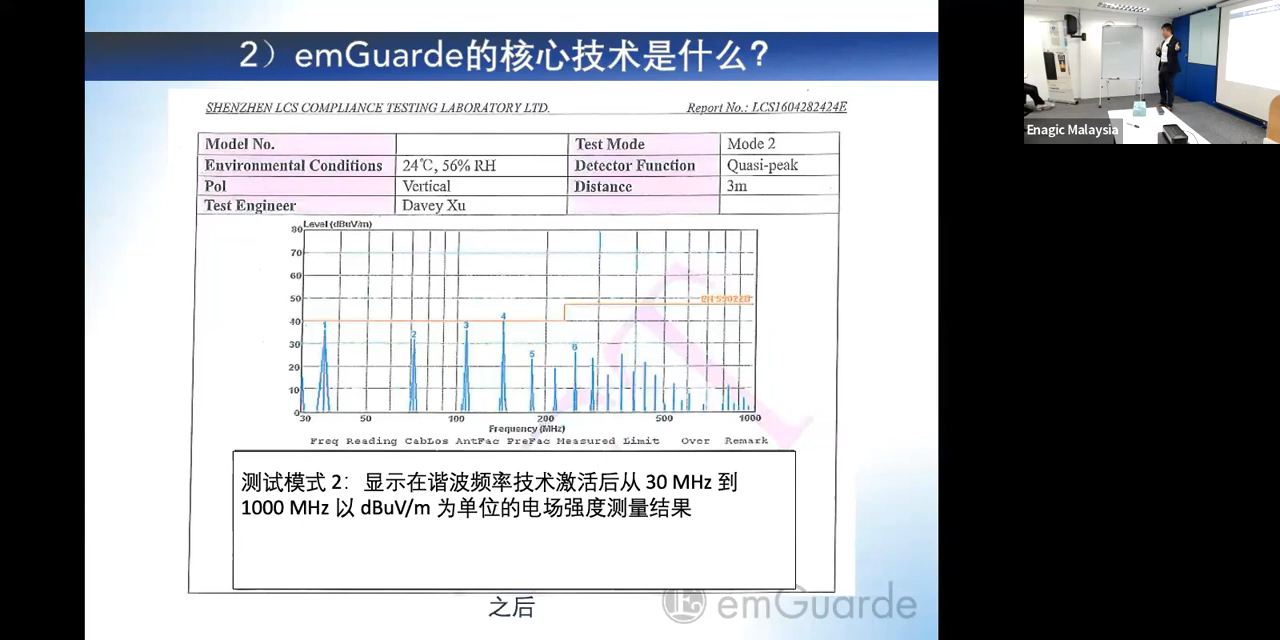 2）emGuarde的核心技术是什么?
SHENZHEN LCS COMPLIANCE TESTING LABORATORY LTD. Report No.: LCS1604282424E
Model No. Test Mode Mode 2
Environmental Conditions 24℃, 56% RH Detector Function Quasi-peak
Pol Vertical Distance 3m
Test Engineer Davey Xu
Level (dBuV/m)
80
70
60
50
40
30
20
10
0
1 2 3 4 5 6
30 50 100 200 500 1000
Frequency (MHz)
Freq Reading CabLos AntFac PreFac Measured Limit Over Remark
测试模式 2： 显示在谐波频率技术激活后从 30 MHz 到
1000 MHz 以 dBuV/m 为单位的电场强度测量结果
之后
emGuarde
Enagic Malaysia